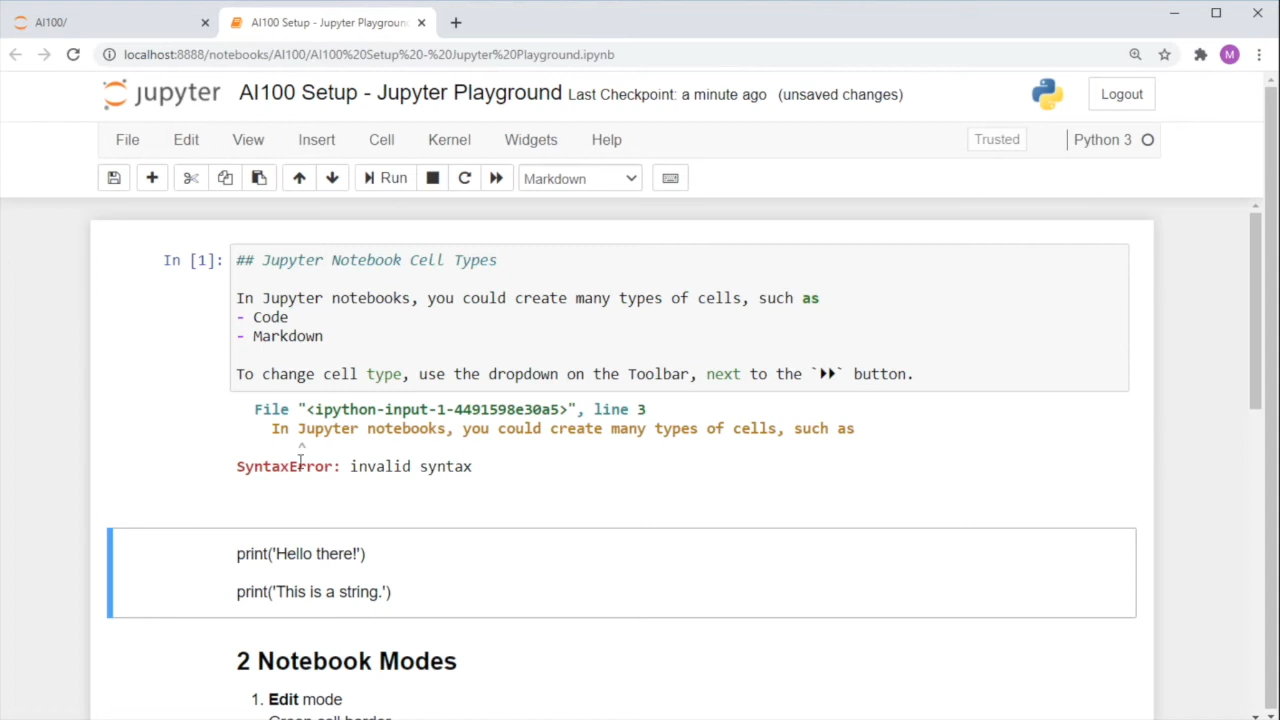 AI100/
AI100 Setup - Jupyter Playground
localhost:8888/notebooks/AI100/AI100%20Setup%20-%20Jupyter%20Playground.ipynb
M
jupyter AI100 Setup - Jupyter Playground Last Checkpoint: a minute ago (unsaved changes)
Logout
File Edit View Insert Cell Kernel Widgets Help
Trusted
Python 3
Run
Markdown
In [1]:
## Jupyter Notebook Cell Types
In Jupyter notebooks, you could create many types of cells, such as
- Code
- Markdown
To change cell type, use the dropdown on the Toolbar, next to the `⏩` button.
File "<ipython-input-1-4491598e30a5>", line 3
In Jupyter notebooks, you could create many types of cells, such as
^
SyntaxError: invalid syntax
print('Hello there!')
print('This is a string.')
2 Notebook Modes
1. Edit mode